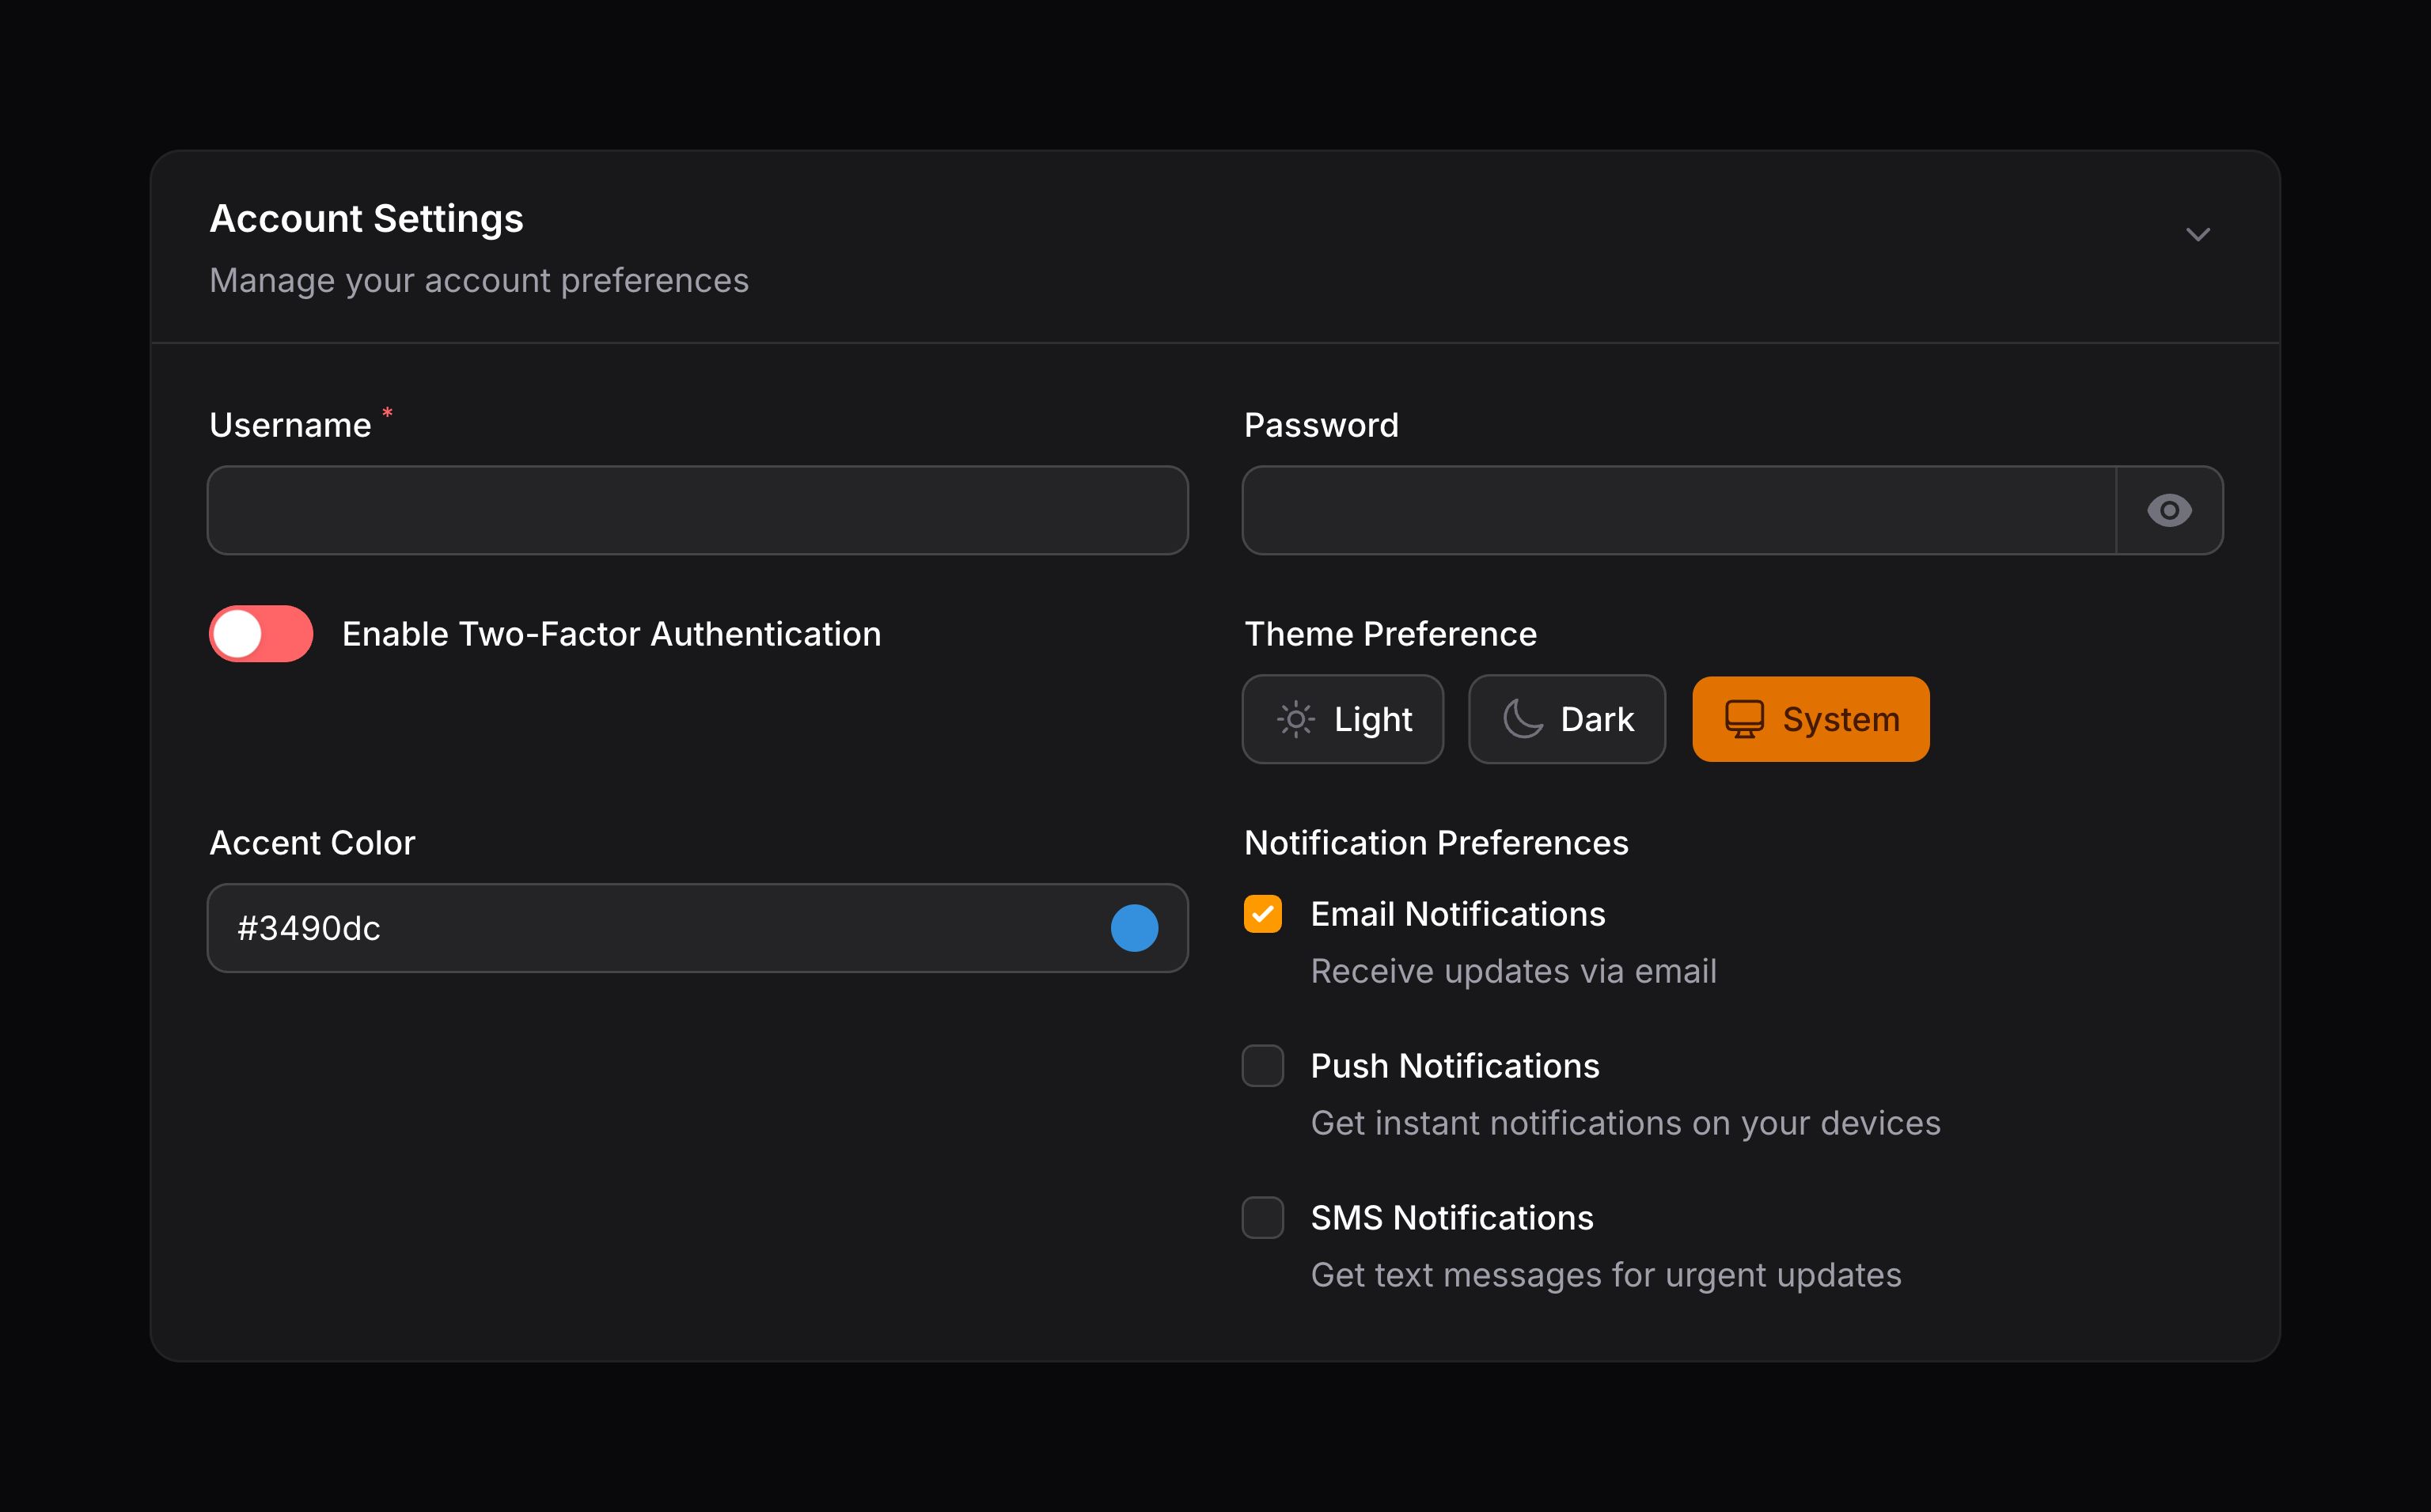 Account Settings
Manage your account preferences
Username *
Password
Enable Two-Factor Authentication
Theme Preference
Light
Dark
System
Accent Color
#3490dc
Notification Preferences
Email Notifications
Receive updates via email
Push Notifications
Get instant notifications on your devices
SMS Notifications
Get text messages for urgent updates